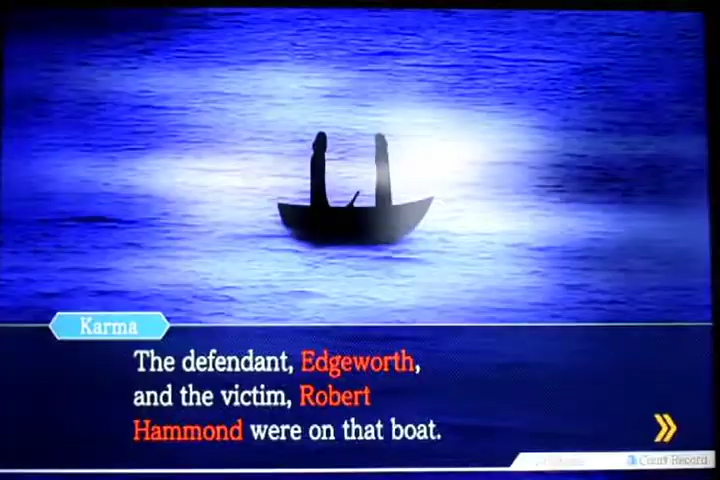 Karma
The defendant, Edgeworth,
and the victim, Robert
Hammond were on that boat.
Court Record